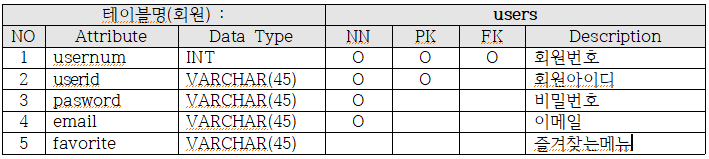 테이블명(회원) : users
NO Attribute Data Type NN PK FK Description
1 usernum INT O O O 회원번호
2 userid VARCHAR(45) O O 회원아이디
3 pasword VARCHAR(45) O 비밀번호
4 email VARCHAR(45) O 이메일
5 favorite VARCHAR(45) 즐겨찾는메뉴